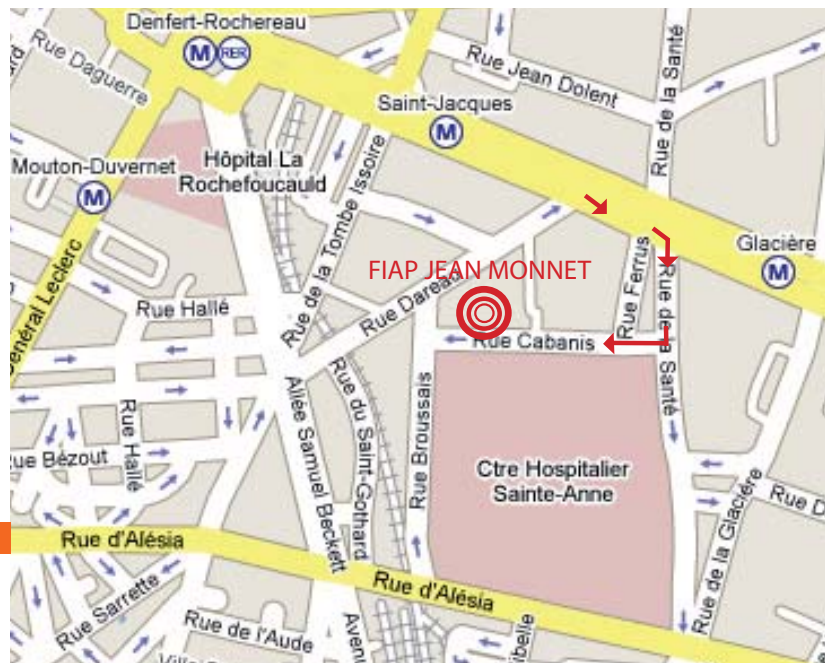 Denfert-Rochereau
M
RER
Rue Daguerre
Rue Jean Dolent
Rue de la Santé
Saint-Jacques
M
Mouton-Duvernet
M
Hôpital La
Rochefoucauld
Rue de la Tombe Issoire
Glacière
M
Général Leclerc
FIAP JEAN MONNET
Rue Dareau
Rue Ferrus
Rue de la Santé
Rue Hallé
Rue Cabanis
Rue Hallé
Allée Samuel Beckett
Rue du Saint-Gothard
Rue Broussais
Rue Bézout
Ctre Hospitalier
Sainte-Anne
Rue de la Glacière
Rue D
Rue d'Alésia
Rue d'Alésia
Rue Sarrette
Rue de l'Aude
Avenu